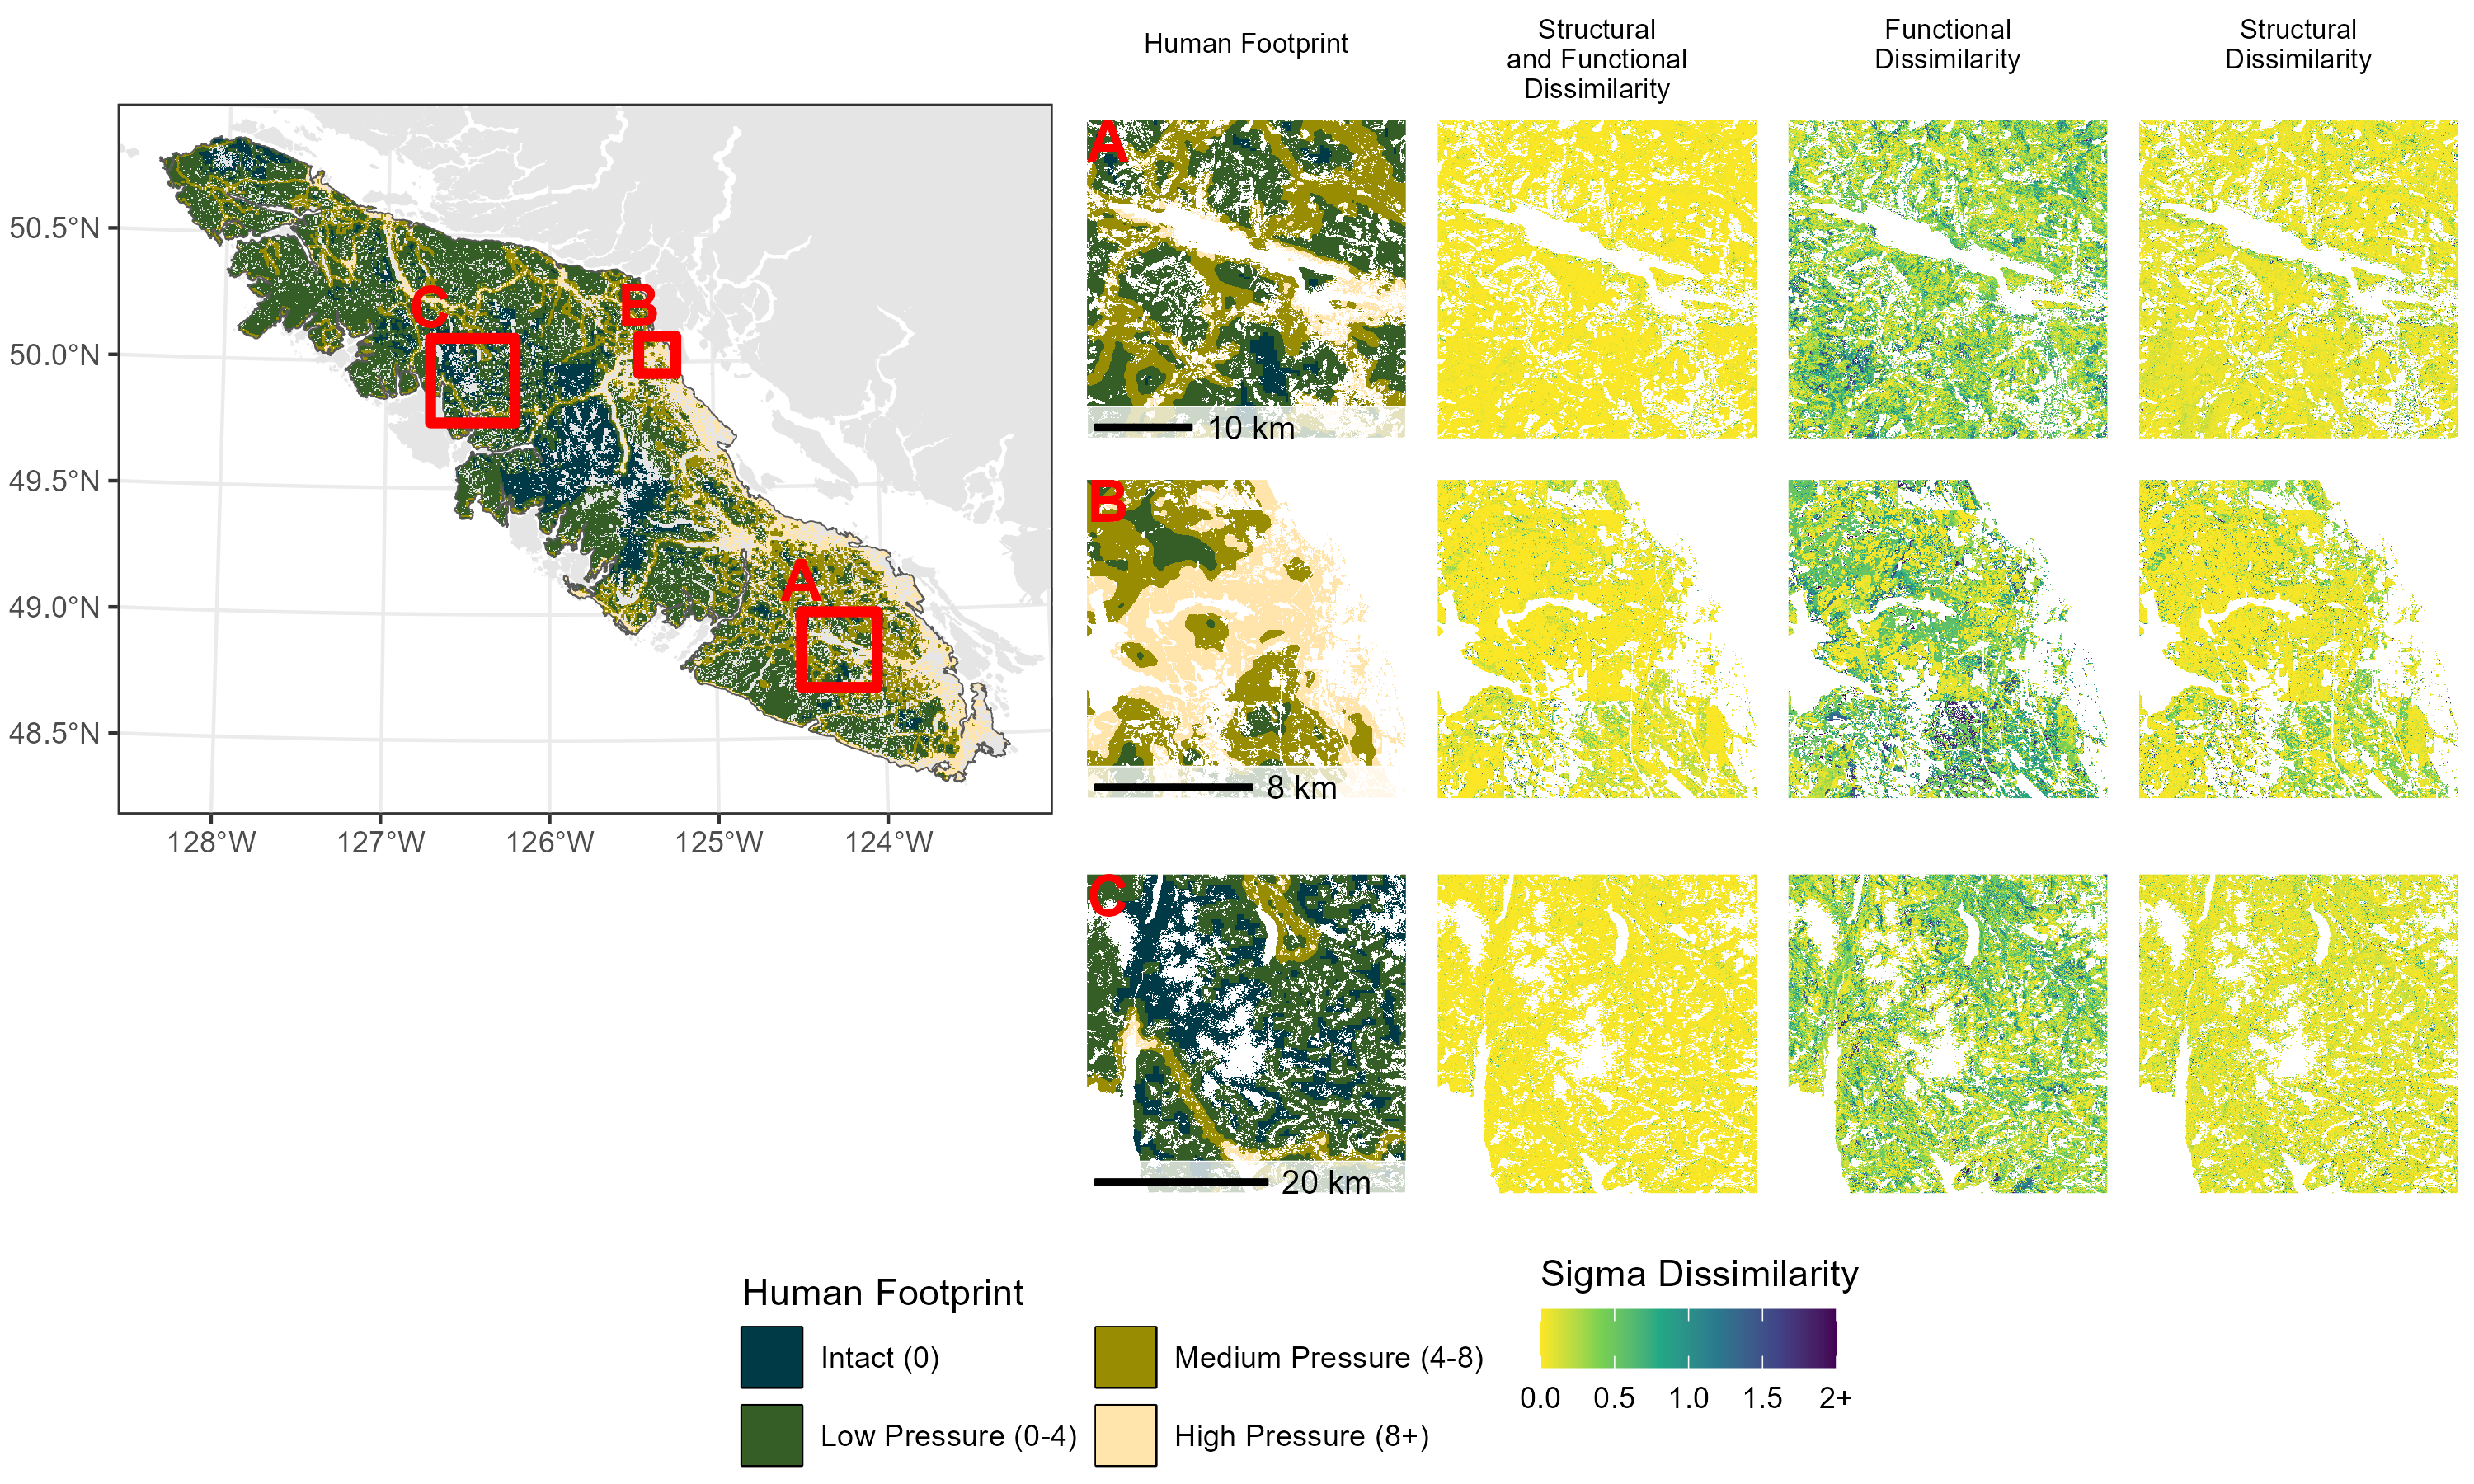 Human Footprint
Structural
and Functional
Dissimilarity
Functional
Dissimilarity
Structural
Dissimilarity
50.5°N
50.0°N
49.5°N
49.0°N
48.5°N
128°W
127°W
126°W
125°W
124°W
C
B
A
A
10 km
B
8 km
C
20 km
Human Footprint
Intact (0)
Low Pressure (0-4)
Medium Pressure (4-8)
High Pressure (8+)
Sigma Dissimilarity
0.0
0.5
1.0
1.5
2+